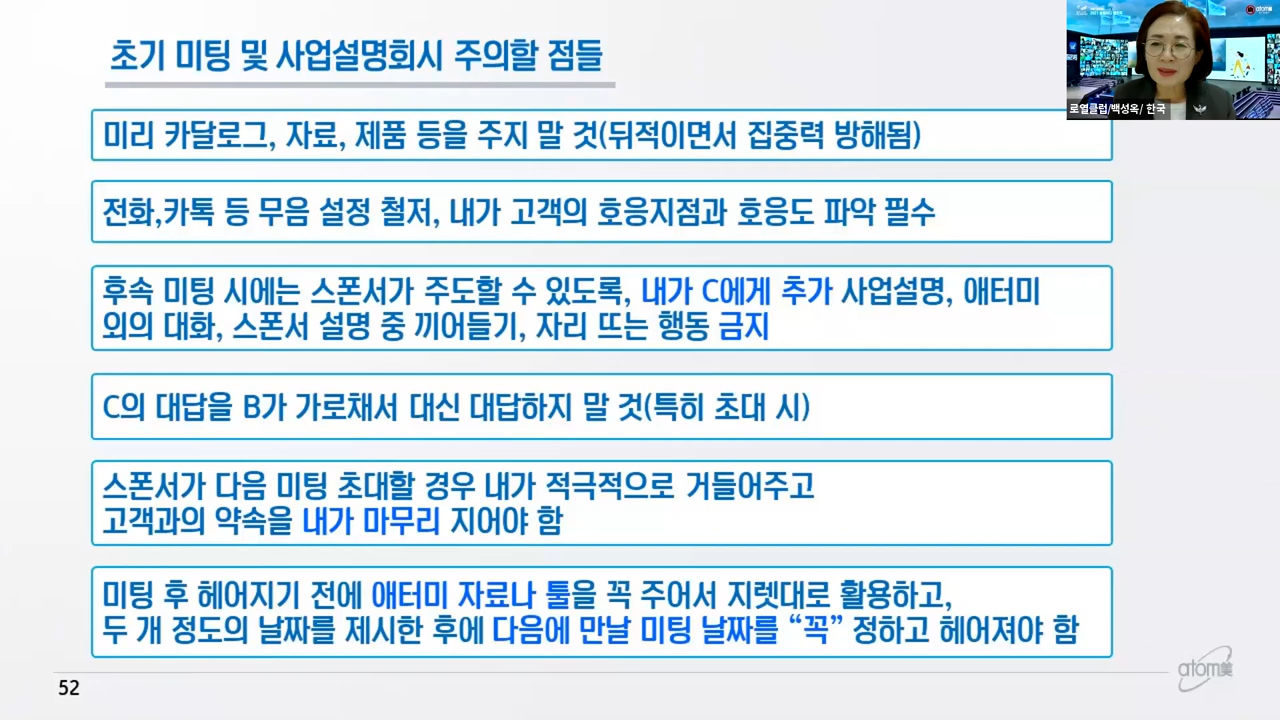 초기 미팅 및 사업설명회시 주의할 점들
로열클럽/백성옥/ 한국
미리 카달로그, 자료, 제품 등을 주지 말 것(뒤적이면서 집중력 방해됨)
전화,카톡 등 무음 설정 철저, 내가 고객의 호응지점과 호응도 파악 필수
후속 미팅 시에는 스폰서가 주도할 수 있도록, 내가 C에게 추가 사업설명, 애터미
외의 대화, 스폰서 설명 중 끼어들기, 자리 뜨는 행동 금지
C의 대답을 B가 가로채서 대신 대답하지 말 것(특히 초대 시)
스폰서가 다음 미팅 초대할 경우 내가 적극적으로 거들어주고
고객과의 약속을 내가 마무리 지어야 함
미팅 후 헤어지기 전에 애터미 자료나 툴을 꼭 주어서 지렛대로 활용하고,
두 개 정도의 날짜를 제시한 후에 다음에 만날 미팅 날짜를 “꼭” 정하고 헤어져야 함
52
atom美